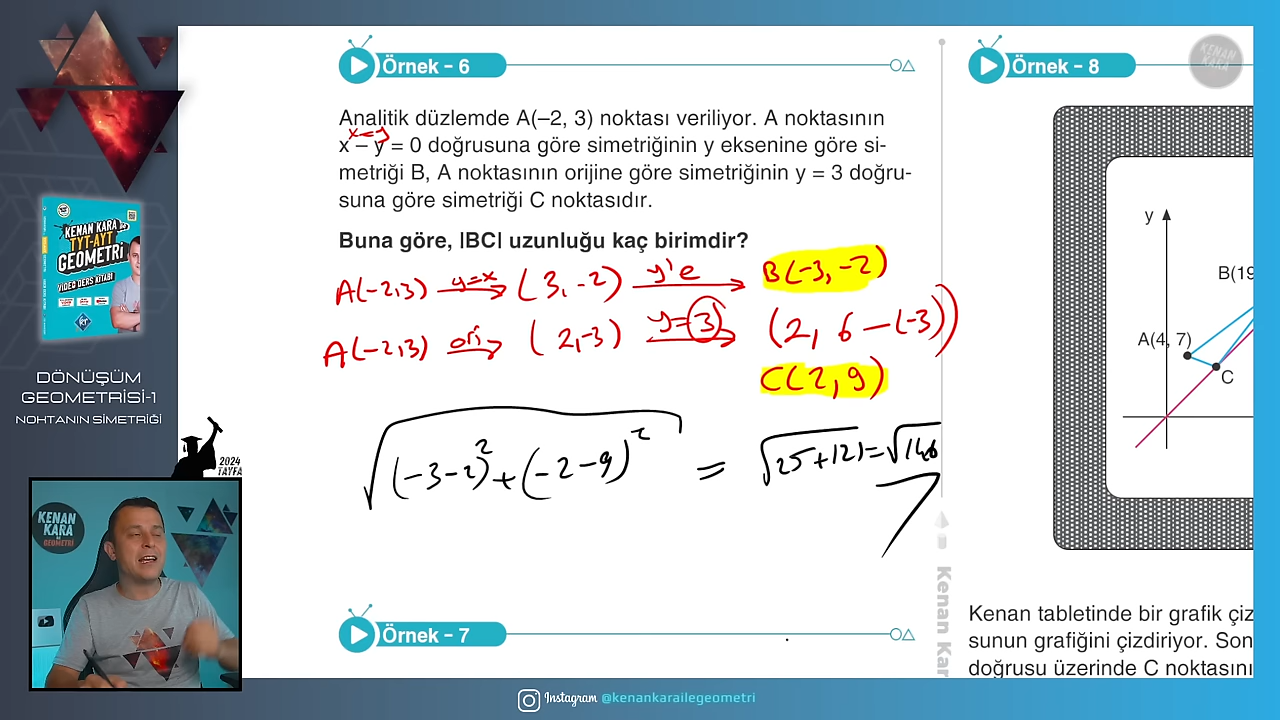 Örnek – 6
Analitik düzlemde A(–2, 3) noktası veriliyor. A noktasının
x=y
x – y = 0 doğrusuna göre simetriğinin y eksenine göre si-
metriği B, A noktasının orijine göre simetriğinin y = 3 doğru-
suna göre simetriği C noktasıdır.
Buna göre, |BC| uzunluğu kaç birimdir?
A(-2,3) y=x (3,-2) y'e B(-3,-2)
A(-2,3) orj (2,-3) y=3 (2, 6-(-3))
C(2,9)
√(-3-2)²+(-2-9)² = √25+121=√146
Örnek – 7
Örnek – 8
KENAN KARA
y
B(19
A(4, 7)
C
Kenan Kar
Kenan tabletinde bir grafik çiz
sunun grafiğini çizdiriyor. Son
doğrusu üzerinde C noktasını
KENAN KARA
TYT-AYT
GEOMETRİ
VİDEO DERS KİTABI
DÖNÜŞÜM
GEOMETRİSİ-1
NOHTANIN SİMETRİĞİ
2024
TAYFA
KENAN
KARA
GEOMETRİ
Instagram @kenankarailegeometri